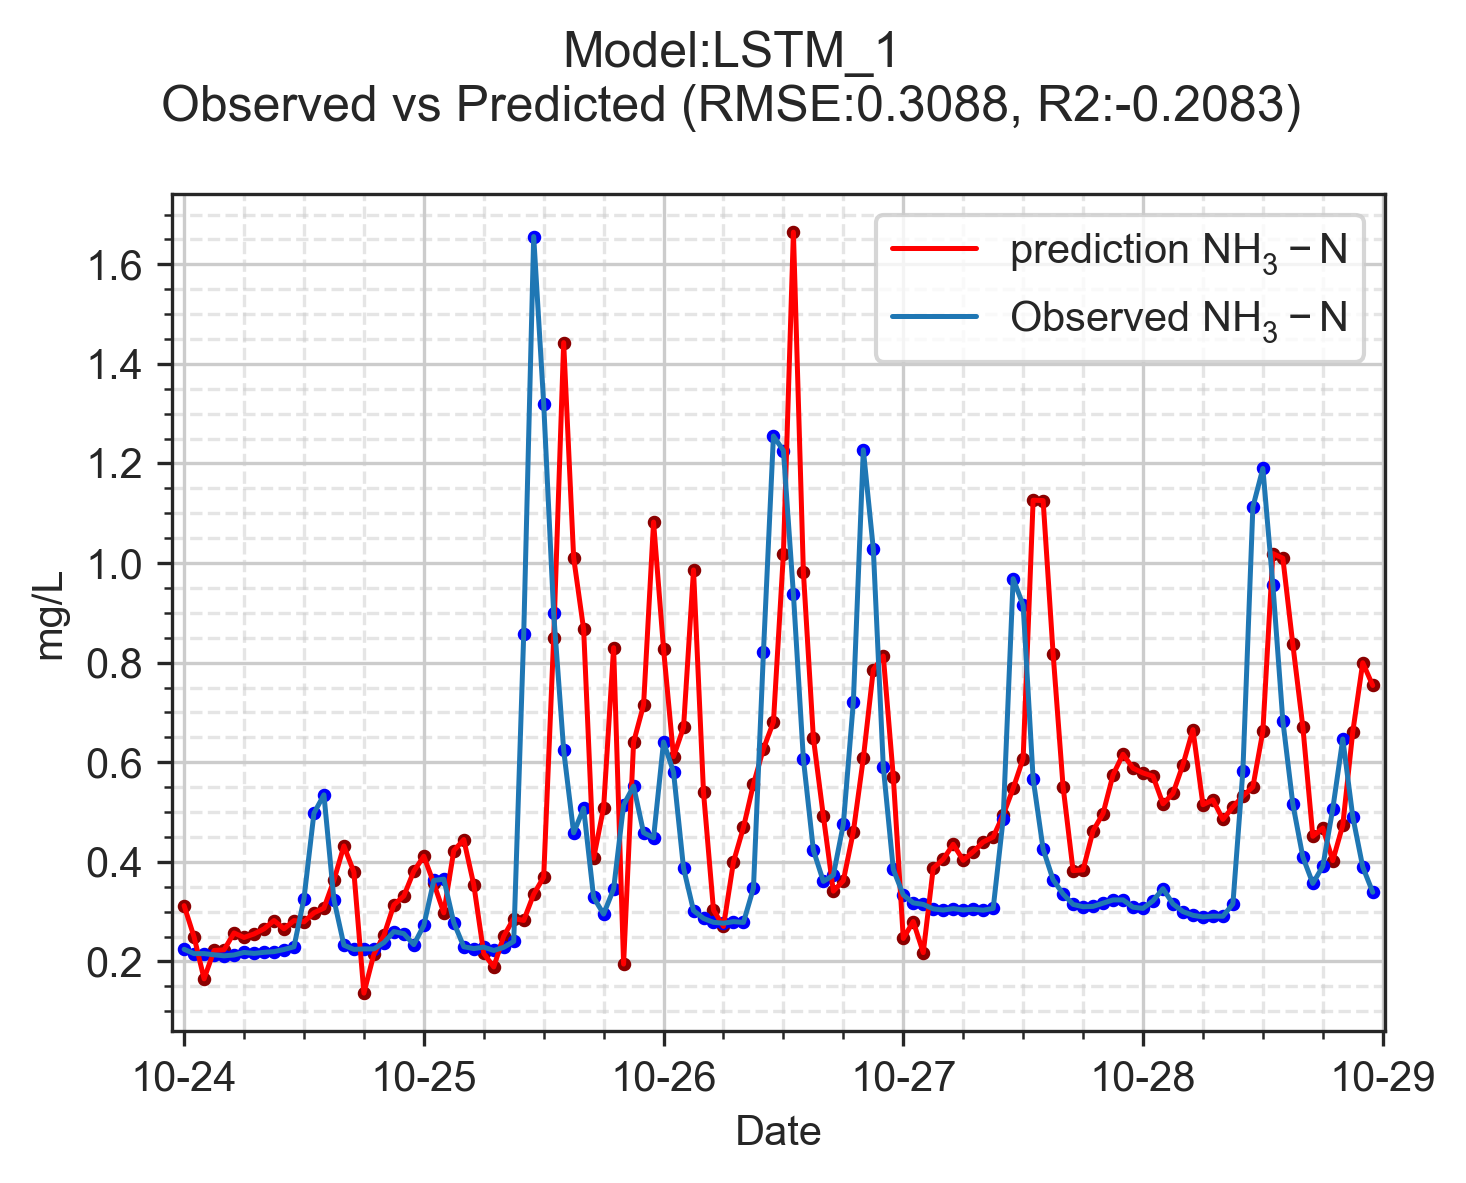 Model:LSTM_1
Observed vs Predicted (RMSE:0.3088, R2:-0.2083)
prediction NH₃ − N
Observed NH₃ − N
1.6
1.4
1.2
1.0
0.8
0.6
0.4
0.2
mg/L
10-24 10-25 10-26 10-27 10-28 10-29
Date